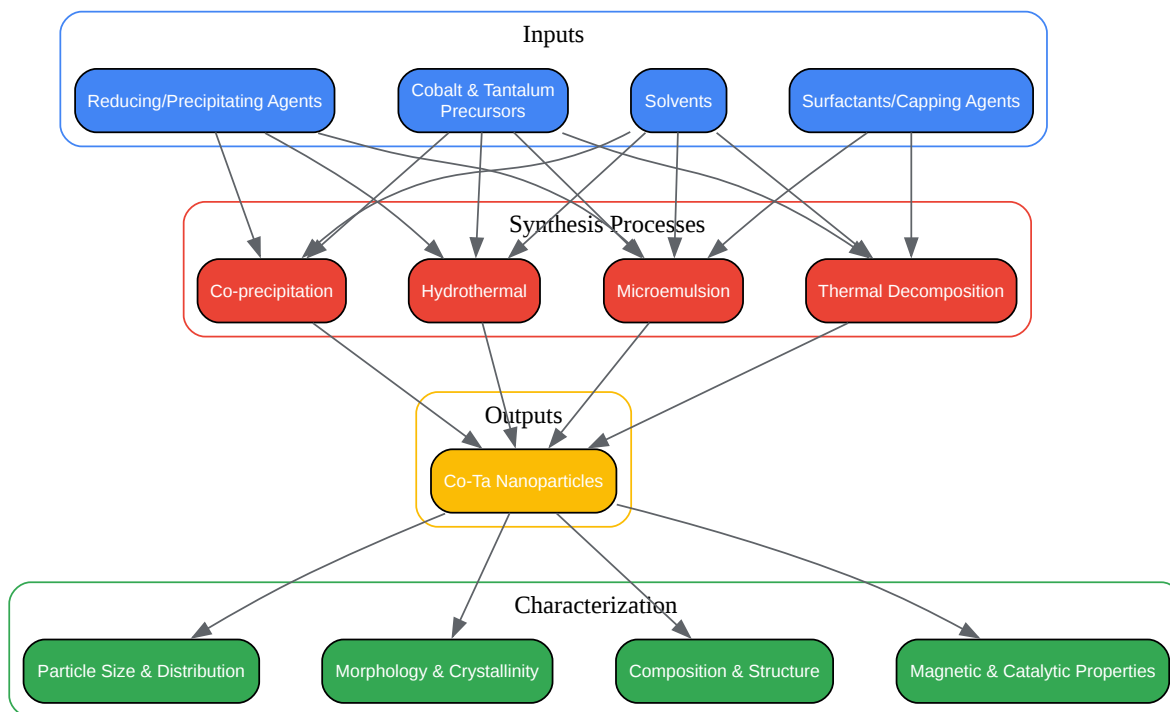 Inputs
Reducing/Precipitating Agents
Cobalt & Tantalum
Precursors
Solvents
Surfactants/Capping Agents
Synthesis Processes
Co-precipitation
Hydrothermal
Microemulsion
Thermal Decomposition
Outputs
Co-Ta Nanoparticles
Characterization
Particle Size & Distribution
Morphology & Crystallinity
Composition & Structure
Magnetic & Catalytic Properties